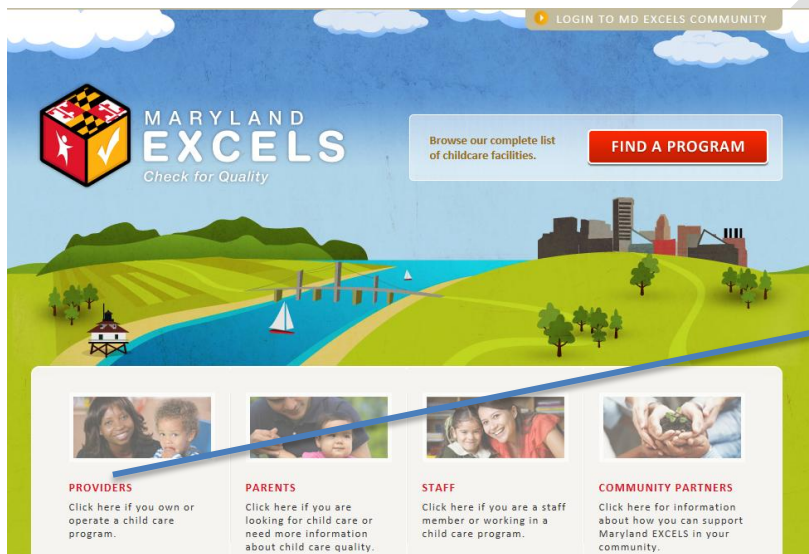 LOGIN TO MD EXCELS COMMUNITY
MARYLAND
EXCELS
Check for Quality
Browse our complete list
of childcare facilities.
FIND A PROGRAM
PROVIDERS
Click here if you own or
operate a child care
program.
PARENTS
Click here if you are
looking for child care or
need more information
about child care quality.
STAFF
Click here if you are a staff
member or working in a
child care program.
COMMUNITY PARTNERS
Click here for information
about how you can support
Maryland EXCELS in your
community.